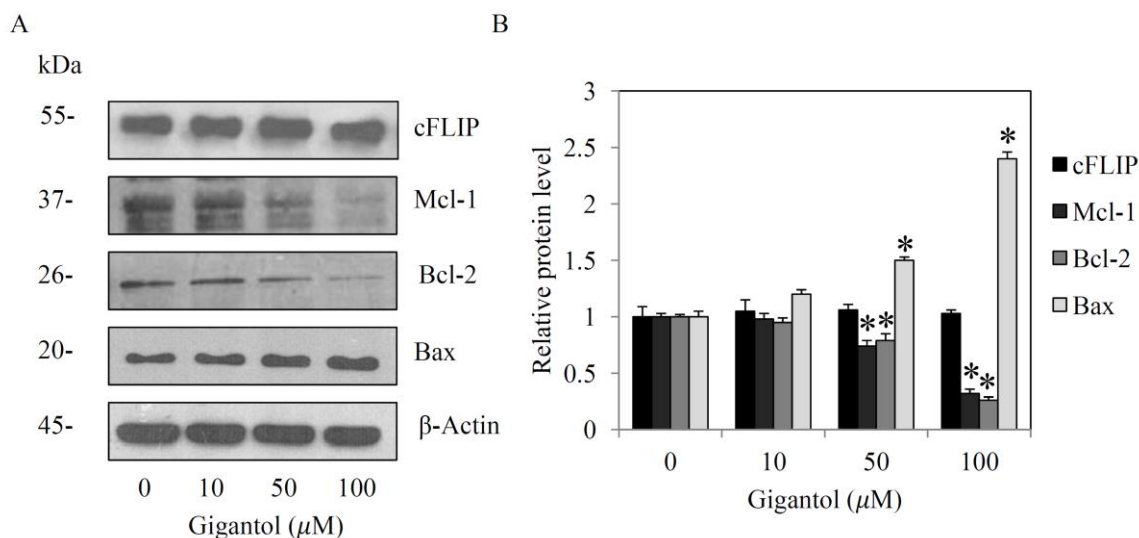 A
kDa
55- cFLIP
37- Mcl-1
26- Bcl-2
20- Bax
45- β-Actin
0 10 50 100
Gigantol (μM)
B
Relative protein level
3
2.5
2
1.5
1
0.5
0
* * *
* * *
0 10 50 100
Gigantol (μM)
cFLIP
Mcl-1
Bcl-2
Bax